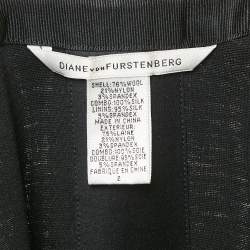 DIANE VON FURSTENBERG
SHELL:76%WOOL
21%NYLON
3%SPANDEX
COMBO:100%SILK
LINING:95%SILK
5%SPANDEX
MADE IN CHINA
EXTERIEUR:
76%LAINE
21%NYLON
3%SPANDEX
COMBO:100%SOIE
DOUBLURE:95%SOIE
5%SPANDEX
FABRIQUE EN CHINE
2